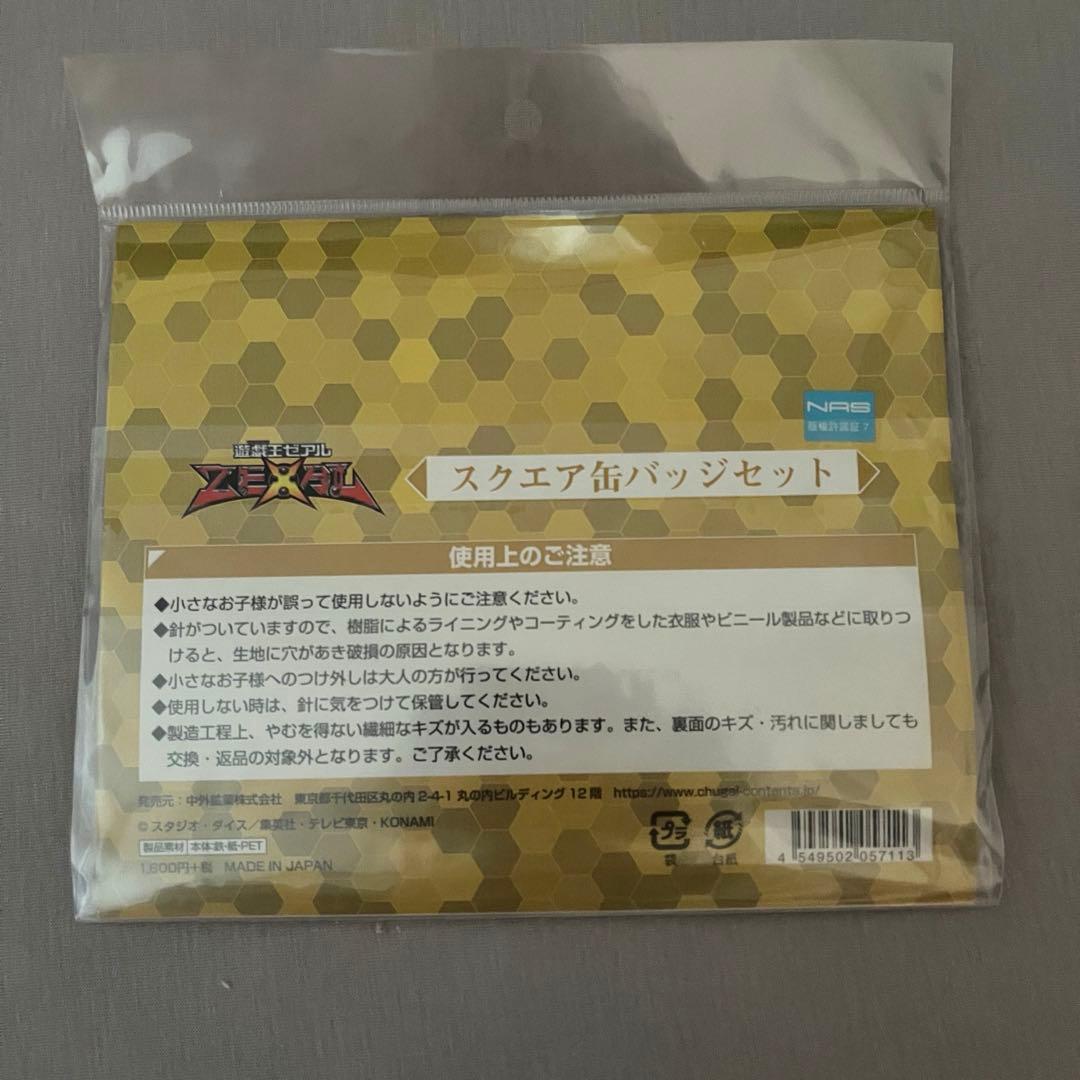 NAS
版権許諾証7
遊戯王ゼアル
ZEXAL
スクエア缶バッジセット
使用上のご注意
◆小さなお子様が誤って使用しないようにご注意ください。
◆針がついていますので、樹脂によるライニングやコーティングをした衣服やビニール製品などに取りつ
けると、生地に穴があき破損の原因となります。
◆小さなお子様へのつけ外しは大人の方が行ってください。
◆使用しない時は、針に気をつけて保管してください。
◆製造工程上、やむを得ない繊細なキズが入るものもあります。また、裏面のキズ・汚れに関しましても
交換・返品の対象外となります。ご了承ください。
発売元：中外鉱業株式会社 東京都千代田区丸の内2-4-1 丸の内ビルディング 12階 https://www.chugai-contents.jp/
©スタジオ・ダイス／集英社・テレビ東京・KONAMI
製品素材 本体:鉄・紙・PET
1,600円+税 MADE IN JAPAN
プラ
袋
紙
台紙
4 549502 057113